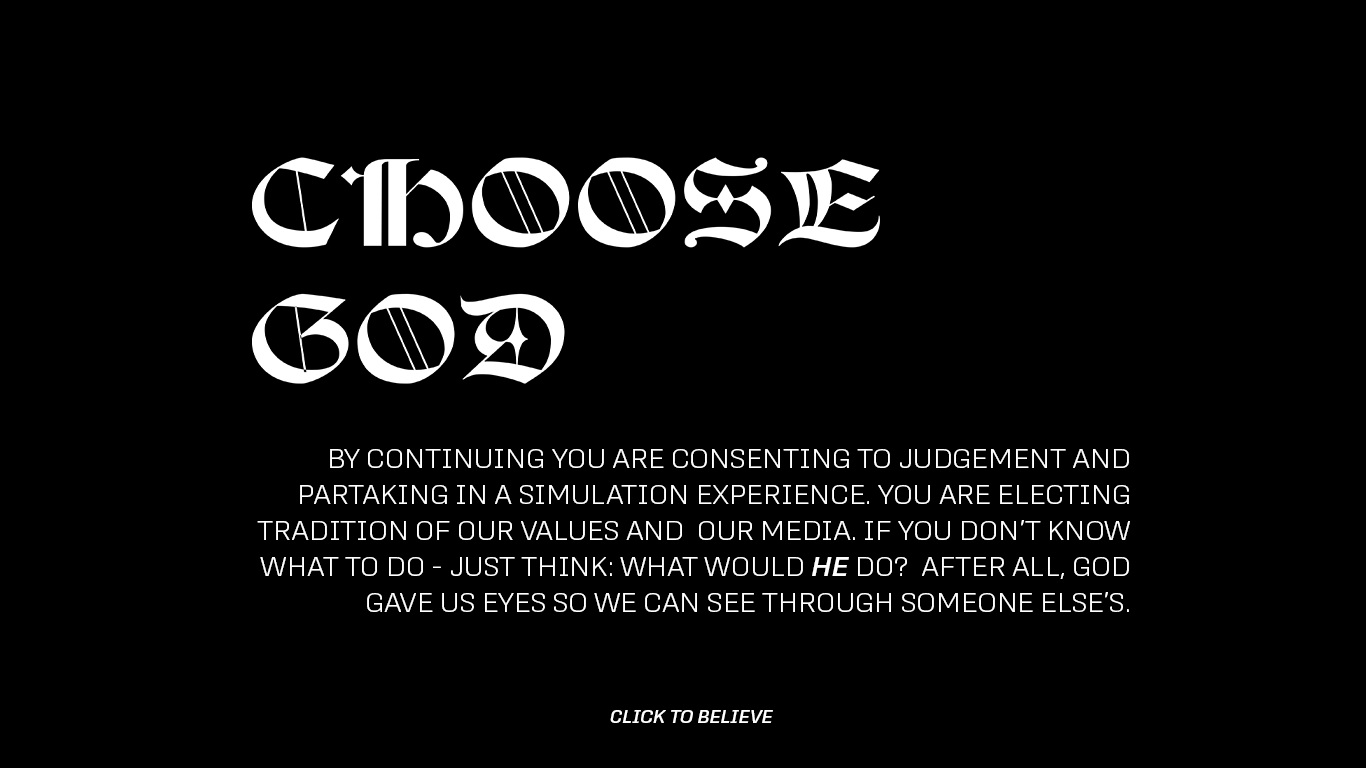 CHOOSE
GOD
BY CONTINUING YOU ARE CONSENTING TO JUDGEMENT AND
PARTAKING IN A SIMULATION EXPERIENCE. YOU ARE ELECTING
TRADITION OF OUR VALUES AND  OUR MEDIA. IF YOU DON’T KNOW
WHAT TO DO - JUST THINK: WHAT WOULD HE DO?  AFTER ALL, GOD
GAVE US EYES SO WE CAN SEE THROUGH SOMEONE ELSE’S.
CLICK TO BELIEVE